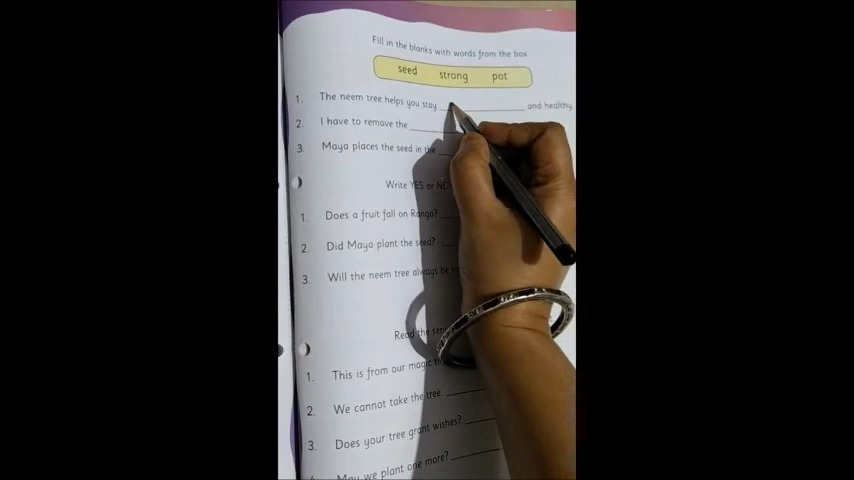 Fill in the blanks with words from the box.
seed strong pot
1. The neem tree helps you stay ________ and healthy.
2. I have to remove the ________
3. Maya places the seed in the
Write YES or NO
1. Does a fruit fall on Ranga?
2. Did Maya plant the seed?
3. Will the neem tree always be
Read the
1. This is from our magic
2. We cannot take the tree
3. Does your tree grant wishes?
May we plant one more?